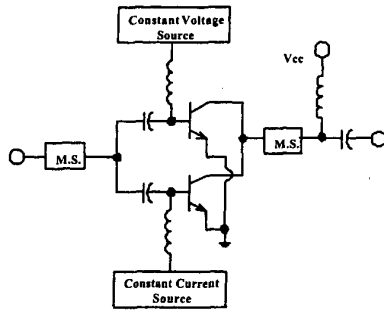 Constant Voltage
Source
Vcc
M.S.
M.S.
Constant Current
Source